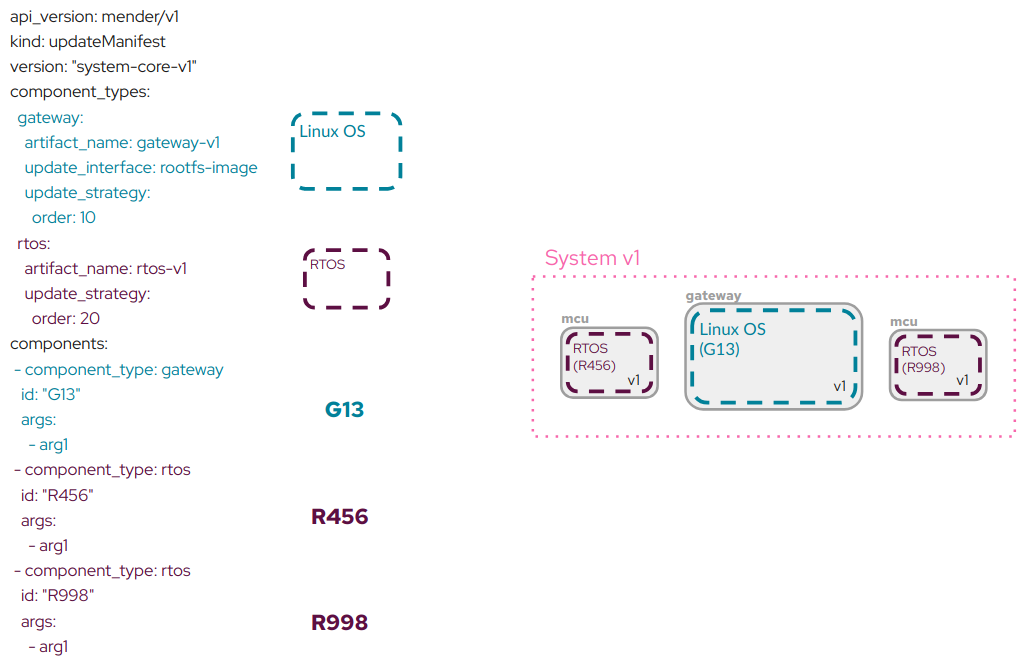 api_version: mender/v1
kind: updateManifest
version: "system-core-v1"
component_types:
gateway:
artifact_name: gateway-v1
update_interface: rootfs-image
update_strategy:
order: 10
rtos:
artifact_name: rtos-v1
update_strategy:
order: 20
components:
- component_type: gateway
id: "G13"
args:
- arg1
- component_type: rtos
id: "R456"
args:
- arg1
- component_type: rtos
id: "R998"
args:
- arg1
Linux OS
RTOS
G13
R456
R998
System v1
mcu
RTOS
(R456)
v1
gateway
Linux OS
(G13)
v1
mcu
RTOS
(R998)
v1